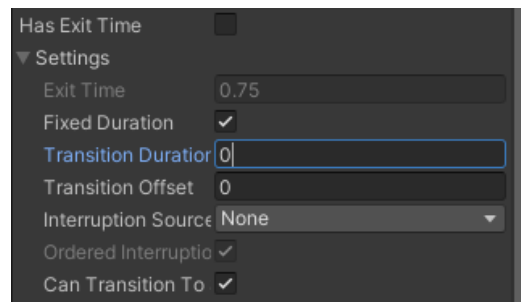 Has Exit Time
Settings
Exit Time 0.75
Fixed Duration
Transition Duration 0
Transition Offset 0
Interruption Source None
Ordered Interruptio
Can Transition To